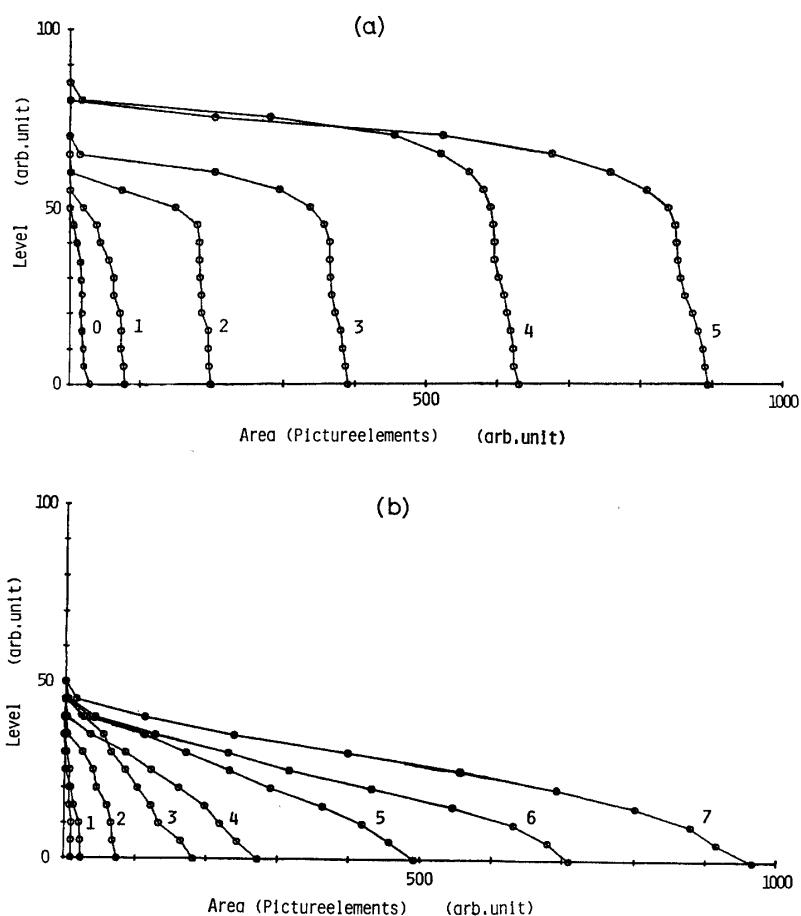 (a)
100
Level (arb.unit)
50
0
0 1 2 3 4 5
500 1000
Area (Pictureelements) (arb.unit)
(b)
100
Level (arb.unit)
50
0
1 2 3 4 5 6 7
500 1000
Area (Pictureelements) (arb.unit)